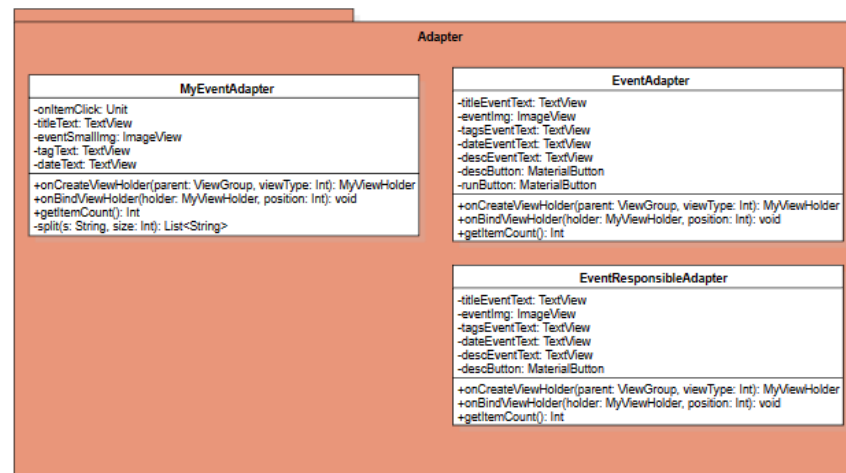 Adapter
MyEventAdapter
-onItemClick: Unit
-titleText: TextView
-eventSmallImg: ImageView
-tagText: TextView
-dateText: TextView
+onCreateViewHolder(parent: ViewGroup, viewType: Int): MyViewHolder
+onBindViewHolder(holder: MyViewHolder, position: Int): void
+getItemCount(): Int
-split(s: String, size: Int): List<String>
EventAdapter
-titleEventText: TextView
-eventImg: ImageView
-tagsEventText: TextView
-dateEventText: TextView
-descEventText: TextView
-descButton: MaterialButton
-runButton: MaterialButton
+onCreateViewHolder(parent: ViewGroup, viewType: Int): MyViewHolder
+onBindViewHolder(holder: MyViewHolder, position: Int): void
+getItemCount(): Int
EventResponsibleAdapter
-titleEventText: TextView
-eventImg: ImageView
-tagsEventText: TextView
-dateEventText: TextView
-descEventText: TextView
-descButton: MaterialButton
+onCreateViewHolder(parent: ViewGroup, viewType: Int): MyViewHolder
+onBindViewHolder(holder: MyViewHolder, position: Int): void
+getItemCount(): Int